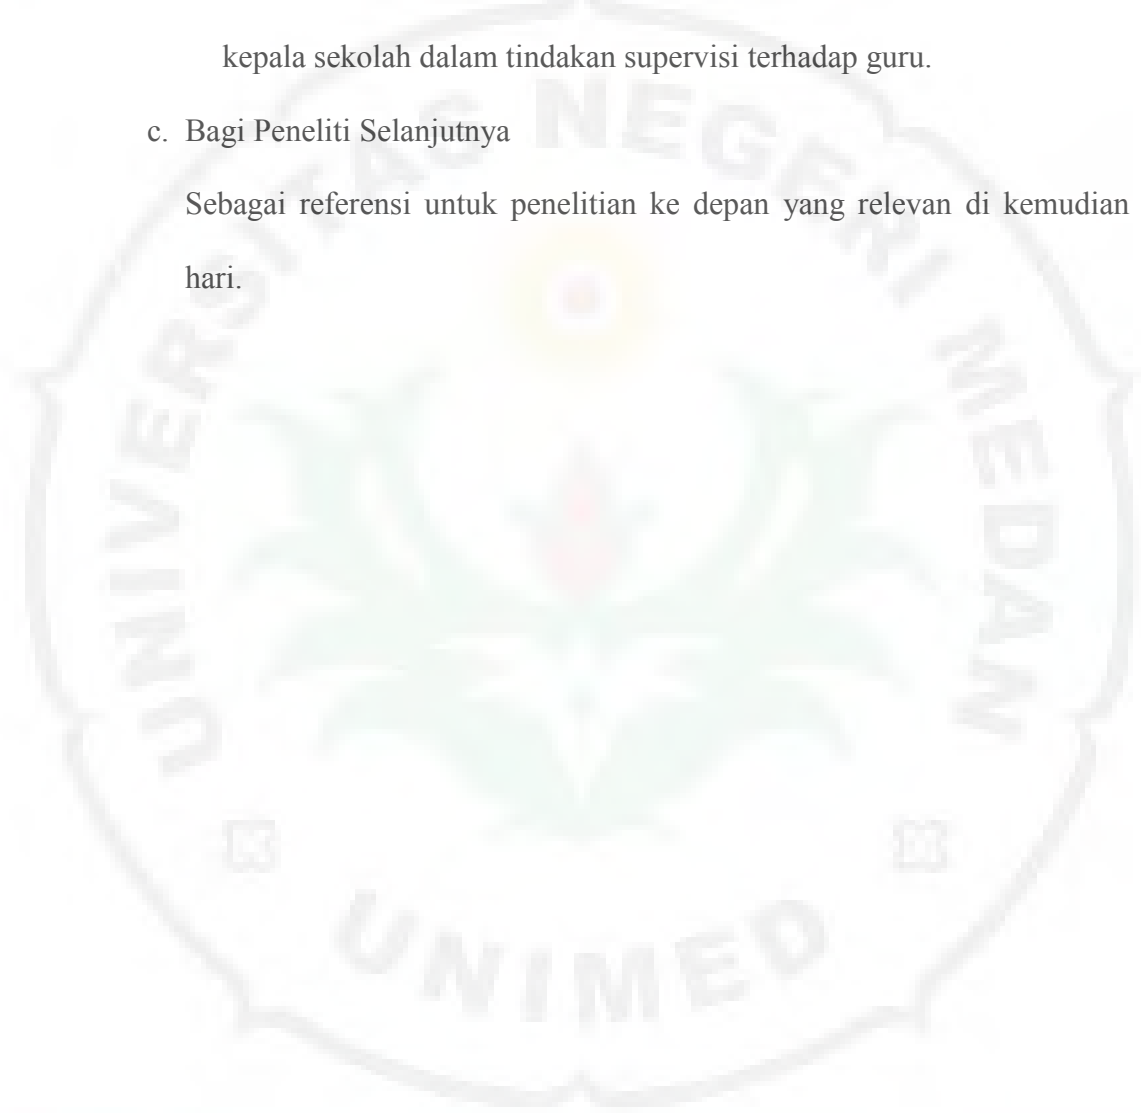 kepala sekolah dalam tindakan supervisi terhadap guru.
c. Bagi Peneliti Selanjutnya
Sebagai referensi untuk penelitian ke depan yang relevan di kemudian
hari.
UNIVERSITAS NEGERI MEDAN
UNIMED